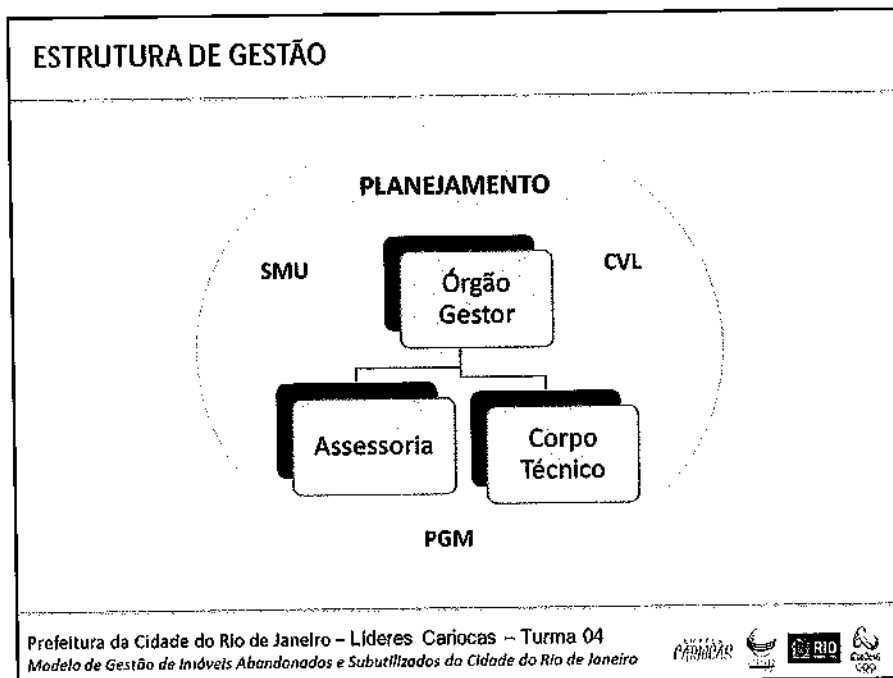 ESTRUTURA DE GESTÃO
PLANEJAMENTO
SMU
CVL
Órgão
Gestor
Assessoria
Corpo
Técnico
PGM
Prefeitura da Cidade do Rio de Janeiro – Líderes Cariocas – Turma 04
Modelo de Gestão de Imóveis Abandonados e Subutilizados da Cidade do Rio de Janeiro
CARIOCAS
RIO